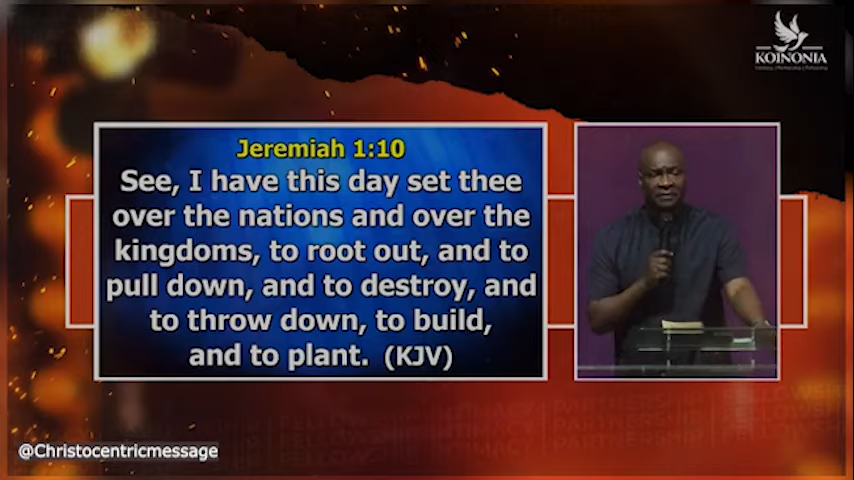 KOINONIA
Jeremiah 1:10
See, I have this day set thee
over the nations and over the
kingdoms, to root out, and to
pull down, and to destroy, and
to throw down, to build,
and to plant. (KJV)
@Christocentricmessage